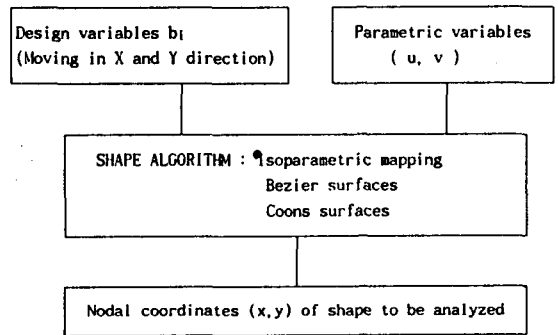 Design variables bi
(Moving in X and Y direction)
Parametric variables
( u, v )
SHAPE ALGORITHM : Isoparametric mapping
Bezier surfaces
Coons surfaces
Nodal coordinates (x,y) of shape to be analyzed